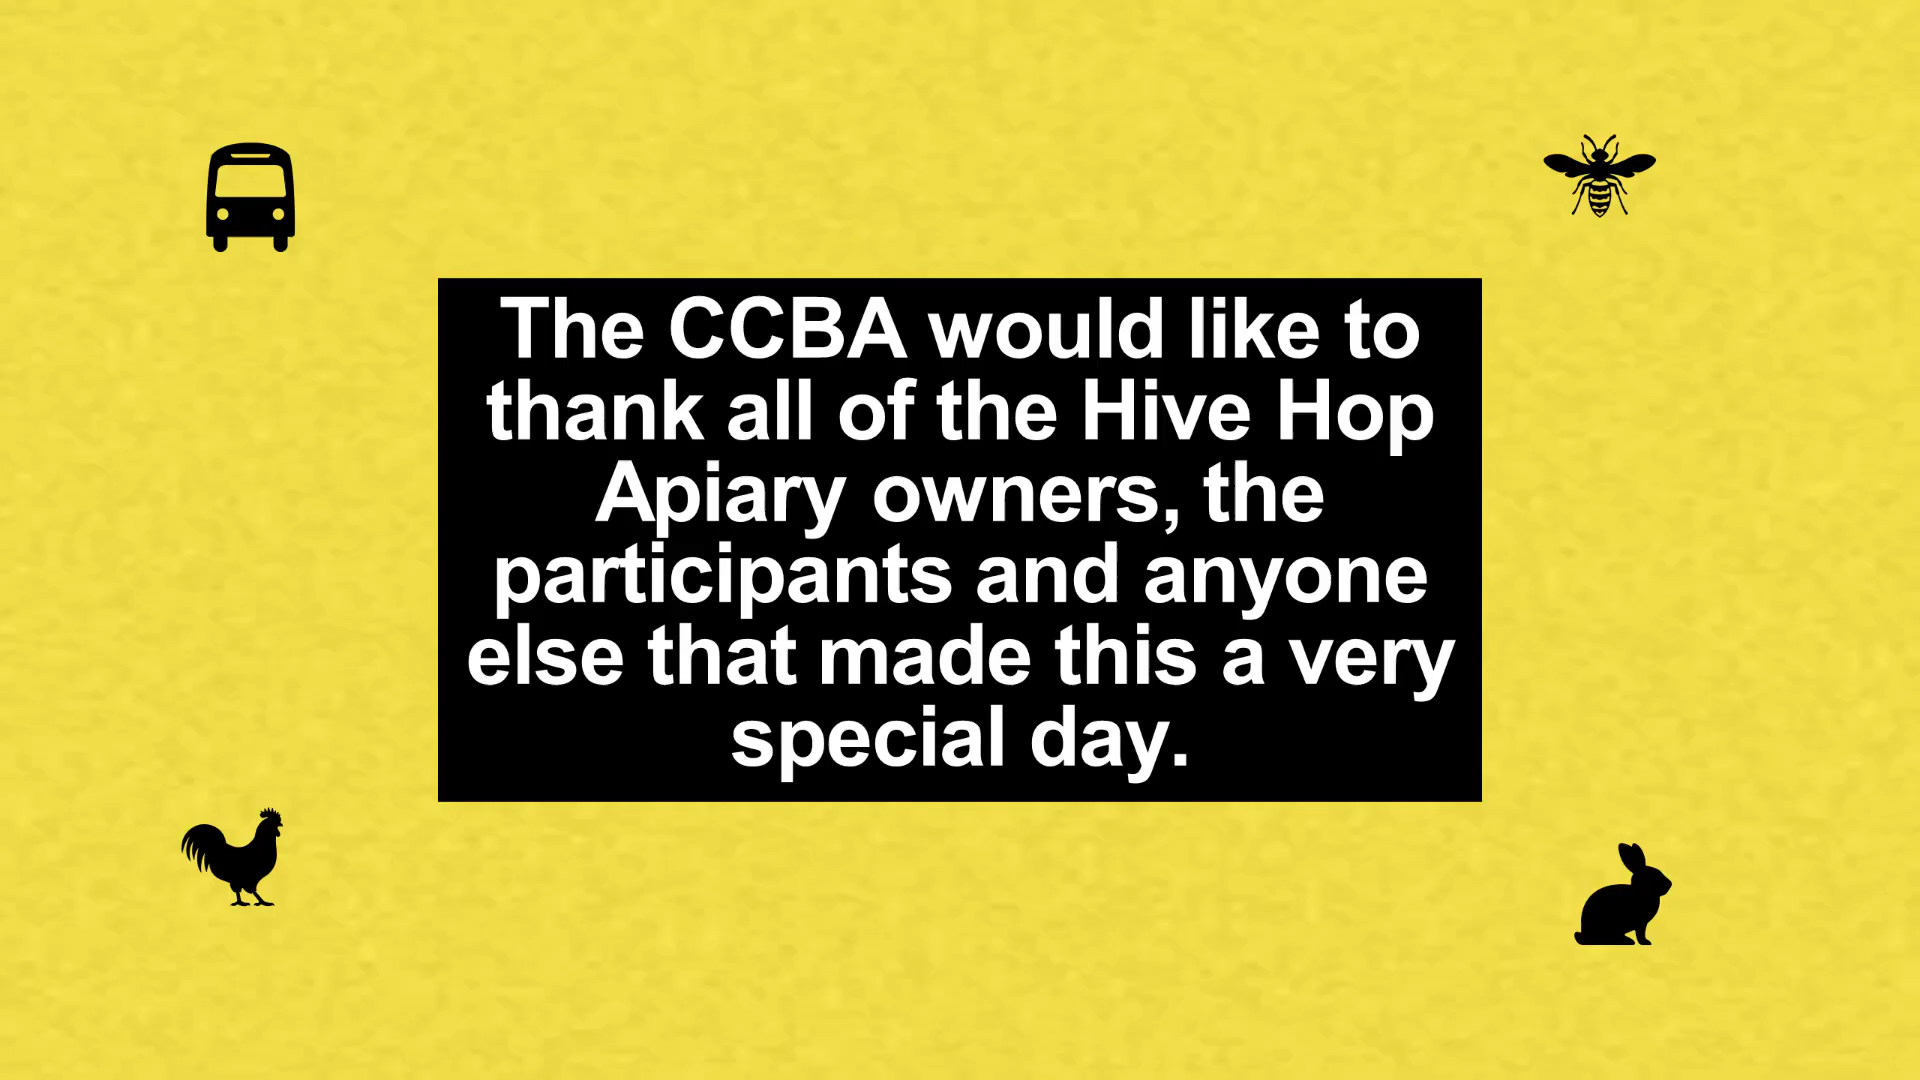 The CCBA would like to
thank all of the Hive Hop
Apiary owners, the
participants and anyone
else that made this a very
special day.